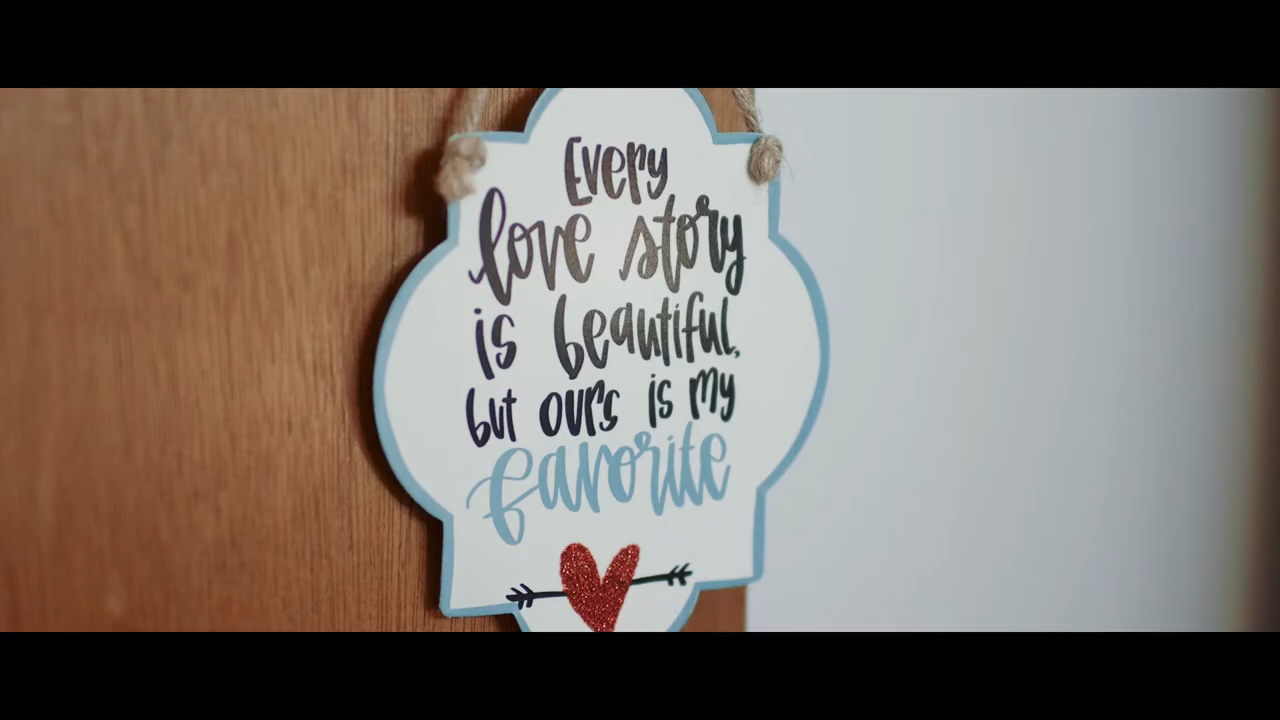 Every
love story
is beautiful,
but ours is my
favorite